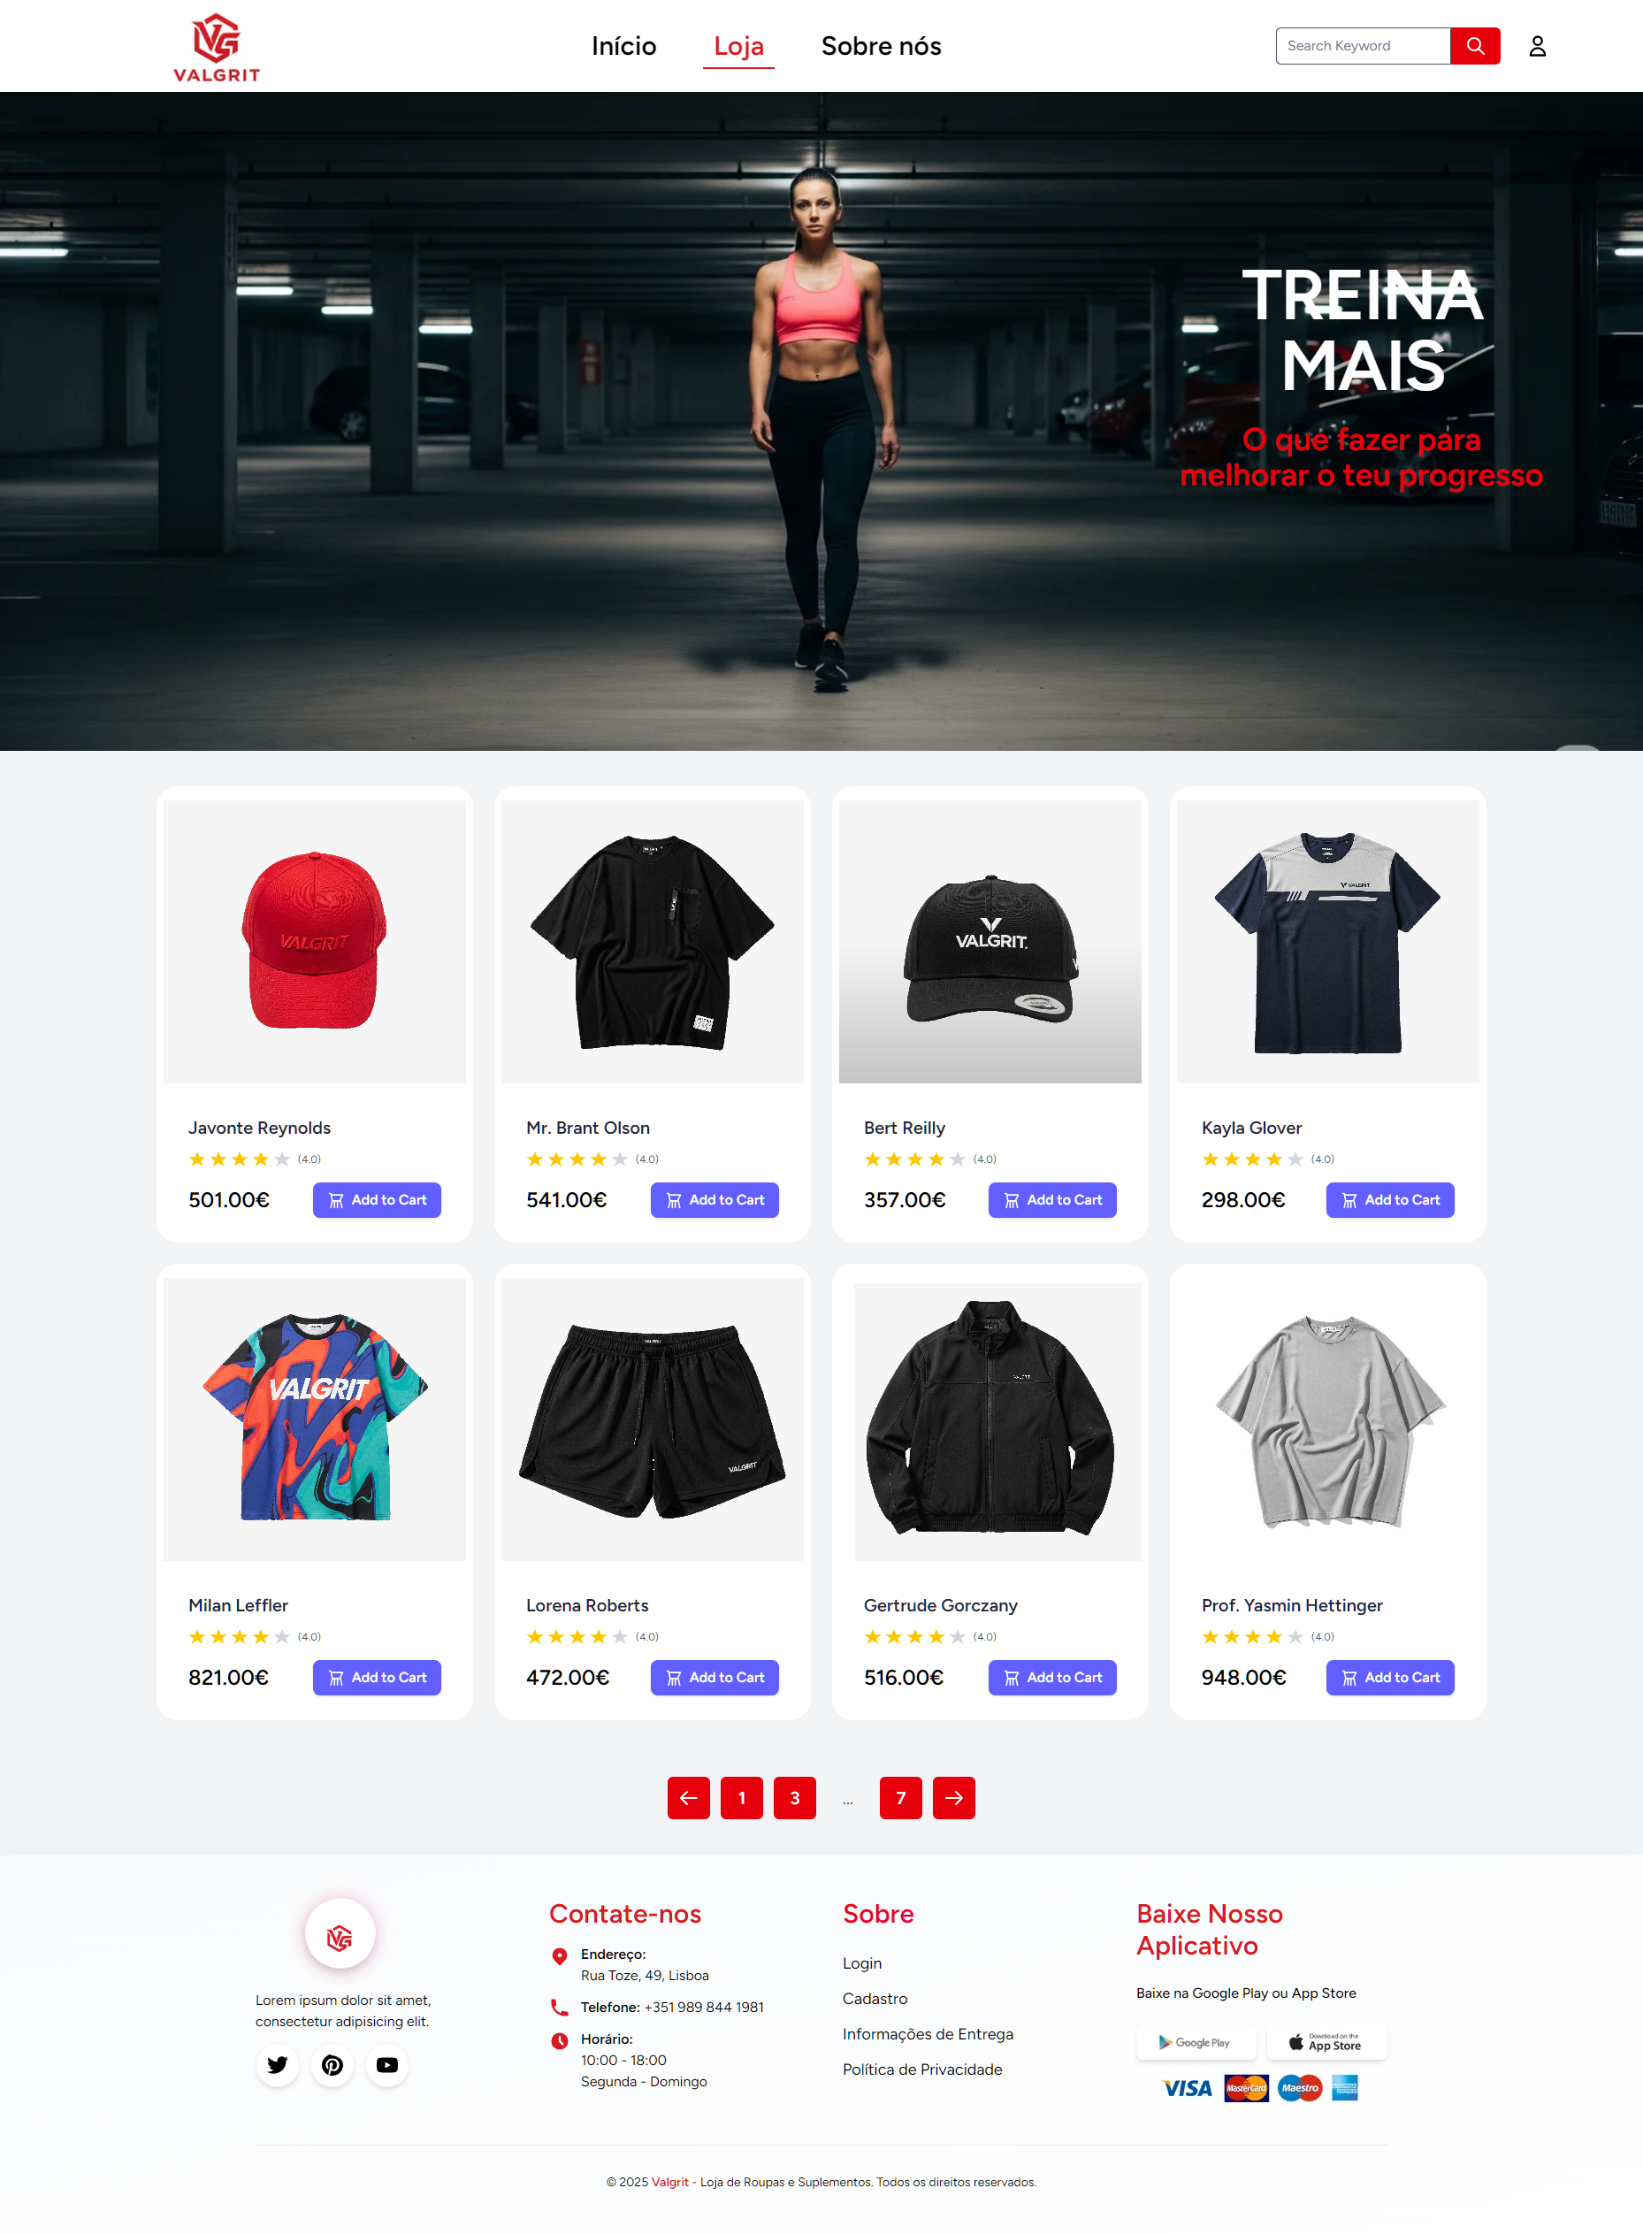 VALGRIT
Início
Loja
Sobre nós
Search Keyword
TREINA
MAIS
O que fazer para
melhorar o teu progresso
VALGRIT
VALGRIT.
VALGRIT
Javonte Reynolds
(4.0)
501.00€
Add to Cart
Mr. Brant Olson
(4.0)
541.00€
Add to Cart
Bert Reilly
(4.0)
357.00€
Add to Cart
Kayla Glover
(4.0)
298.00€
Add to Cart
VALGRIT
VALGRIT
Milan Leffler
(4.0)
821.00€
Add to Cart
Lorena Roberts
(4.0)
472.00€
Add to Cart
Gertrude Gorczany
(4.0)
516.00€
Add to Cart
Prof. Yasmin Hettinger
(4.0)
948.00€
Add to Cart
1
3
...
7
Lorem ipsum dolor sit amet,
consectetur adipisicing elit.
Contate-nos
Endereço:
Rua Toze, 49, Lisboa
Telefone: +351 989 844 1981
Horário:
10:00 - 18:00
Segunda - Domingo
Sobre
Login
Cadastro
Informações de Entrega
Política de Privacidade
Baixe Nosso
Aplicativo
Baixe na Google Play ou App Store
Google Play
Download on the
App Store
VISA
MasterCard
Maestro
© 2025 Valgrit - Loja de Roupas e Suplementos. Todos os direitos reservados.